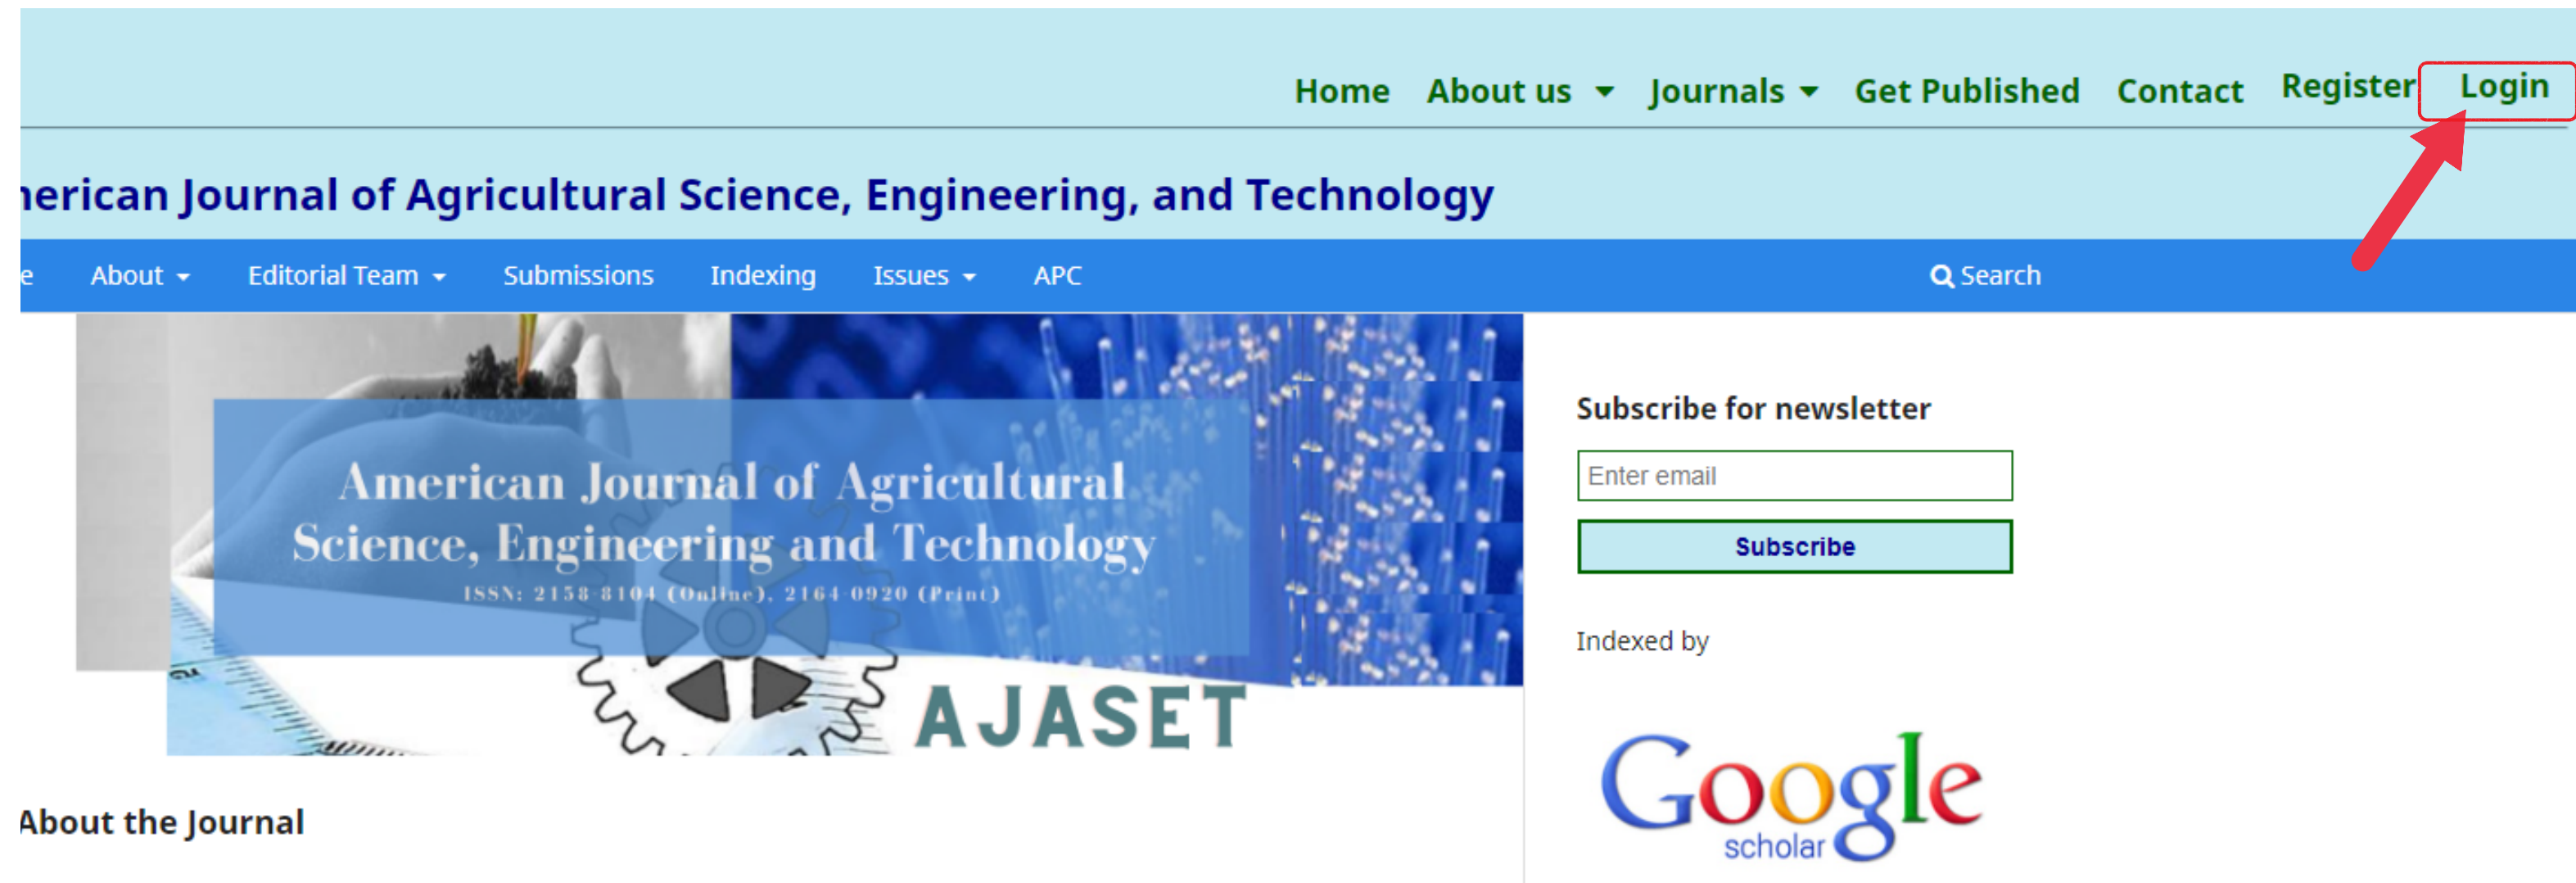 Home About us Journals Get Published Contact Register Login
nerican Journal of Agricultural Science, Engineering, and Technology
e About Editorial Team Submissions Indexing Issues APC Search
American Journal of Agricultural
Science, Engineering and Technology
ISSN: 2158-8104 (Online), 2164-0920 (Print)
AJASET
Subscribe for newsletter
Enter email
Subscribe
Indexed by
Google
scholar
About the Journal